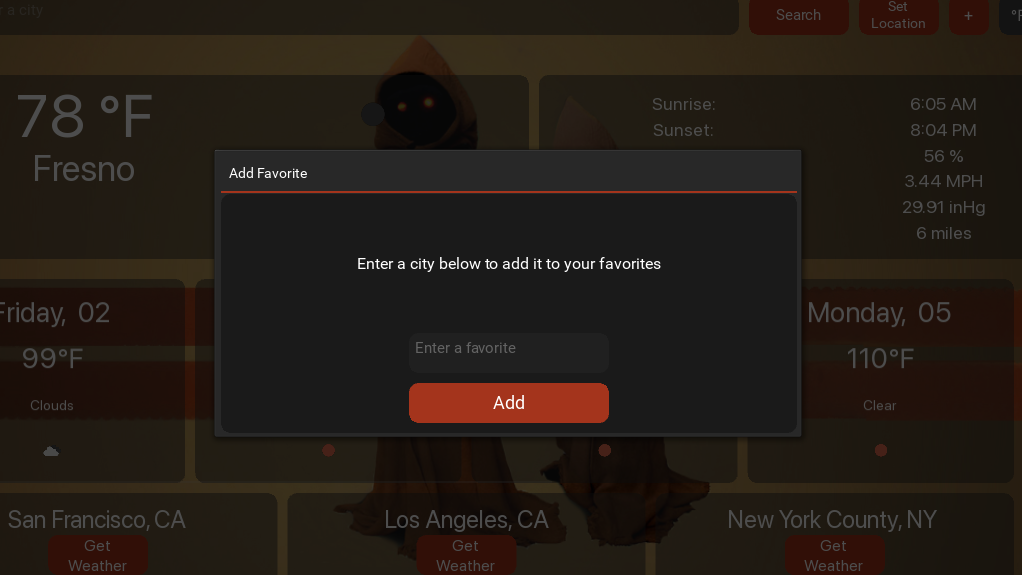 r a city
Search
Set
Location
+
°F
78 °F
Fresno
Sunrise:
6:05 AM
Sunset:
8:04 PM
56 %
3.44 MPH
29.91 inHg
6 miles
Add Favorite
Enter a city below to add it to your favorites
Enter a favorite
Add
Friday, 02
99°F
Clouds
Monday, 05
110°F
Clear
San Francisco, CA
Get
Weather
Los Angeles, CA
Get
Weather
New York County, NY
Get
Weather